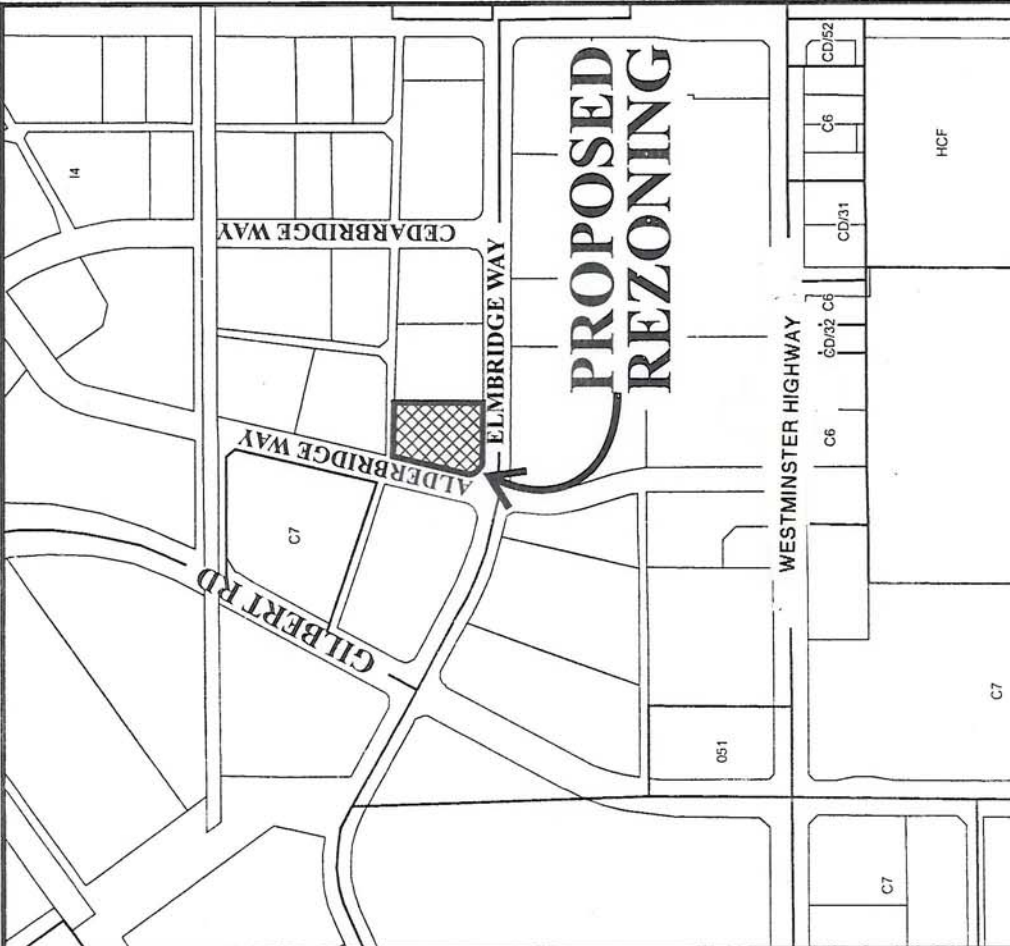 CD/52
C6
HCF
CD/31
C6
CD/32
C6
C7
WESTMINSTER HIGHWAY
PROPOSED
REZONING
ELMBRIDGE WAY
CEDARBRIDGE WAY
ALDERBRIDGE WAY
GILBERT RD
I4
C7
051
C7